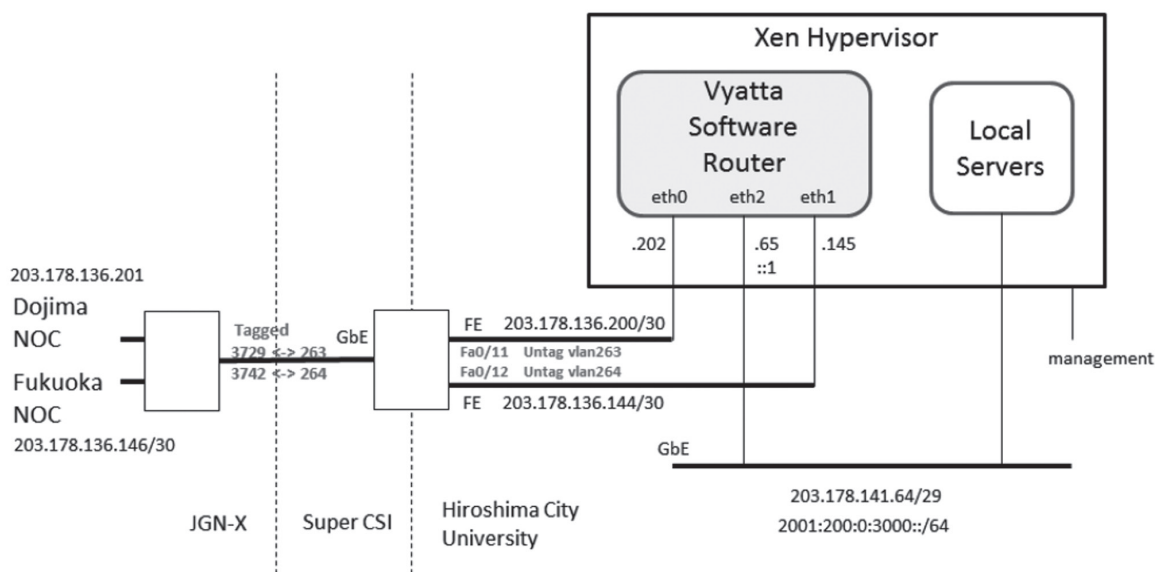 Xen Hypervisor
Vyatta
Software
Router
eth0 eth2 eth1
Local
Servers
.202 .65 .145
::1
203.178.136.201
Dojima
NOC
Fukuoka
NOC
203.178.136.146/30
Tagged
3729 <-> 263
3742 <-> 264
GbE
FE 203.178.136.200/30
Fa0/11 Untag vlan263
Fa0/12 Untag vlan264
FE 203.178.136.144/30
management
GbE
203.178.141.64/29
2001:200:0:3000::/64
JGN-X
Super CSI
Hiroshima City
University